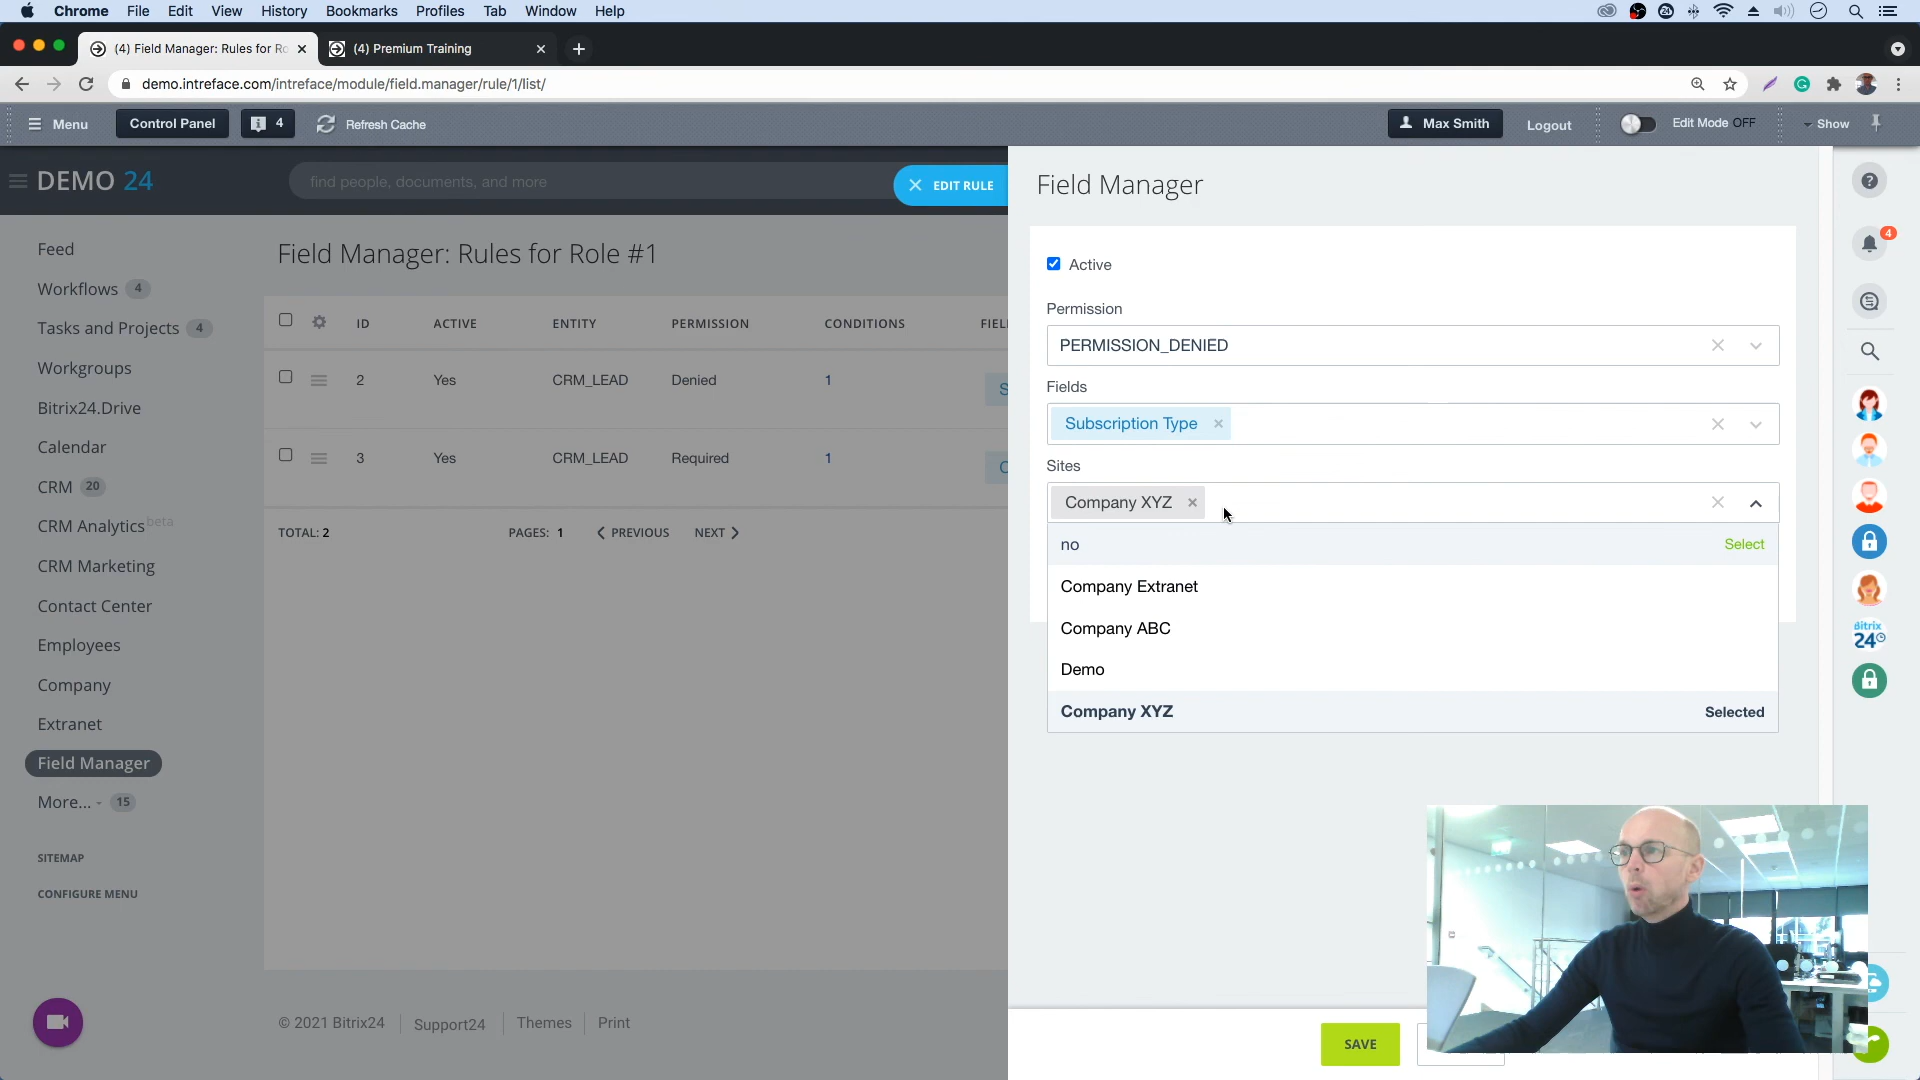 Chrome File Edit View History Bookmarks Profiles Tab Window Help
(4) Field Manager: Rules for Ro
(4) Premium Training
demo.intreface.com/intreface/module/field.manager/rule/1/list/
Menu
Control Panel
4
Refresh Cache
Max Smith
Logout
Edit Mode OFF
Show
DEMO 24
find people, documents, and more
EDIT RULE
Feed
Workflows 4
Tasks and Projects 4
Workgroups
Bitrix24.Drive
Calendar
CRM 20
CRM Analytics beta
CRM Marketing
Contact Center
Employees
Company
Extranet
Field Manager
More... 15
SITEMAP
CONFIGURE MENU
Field Manager: Rules for Role #1
ID ACTIVE ENTITY PERMISSION CONDITIONS
2 Yes CRM_LEAD Denied 1 S
3 Yes CRM_LEAD Required 1
TOTAL: 2
PAGES: 1
PREVIOUS
NEXT
© 2021 Bitrix24
Support24
Themes
Print
Field Manager
Active
Permission
PERMISSION_DENIED
Fields
Subscription Type
Sites
Company XYZ
no Select
Company Extranet
Company ABC
Demo
Company XYZ Selected
SAVE
4
Bitrix
24